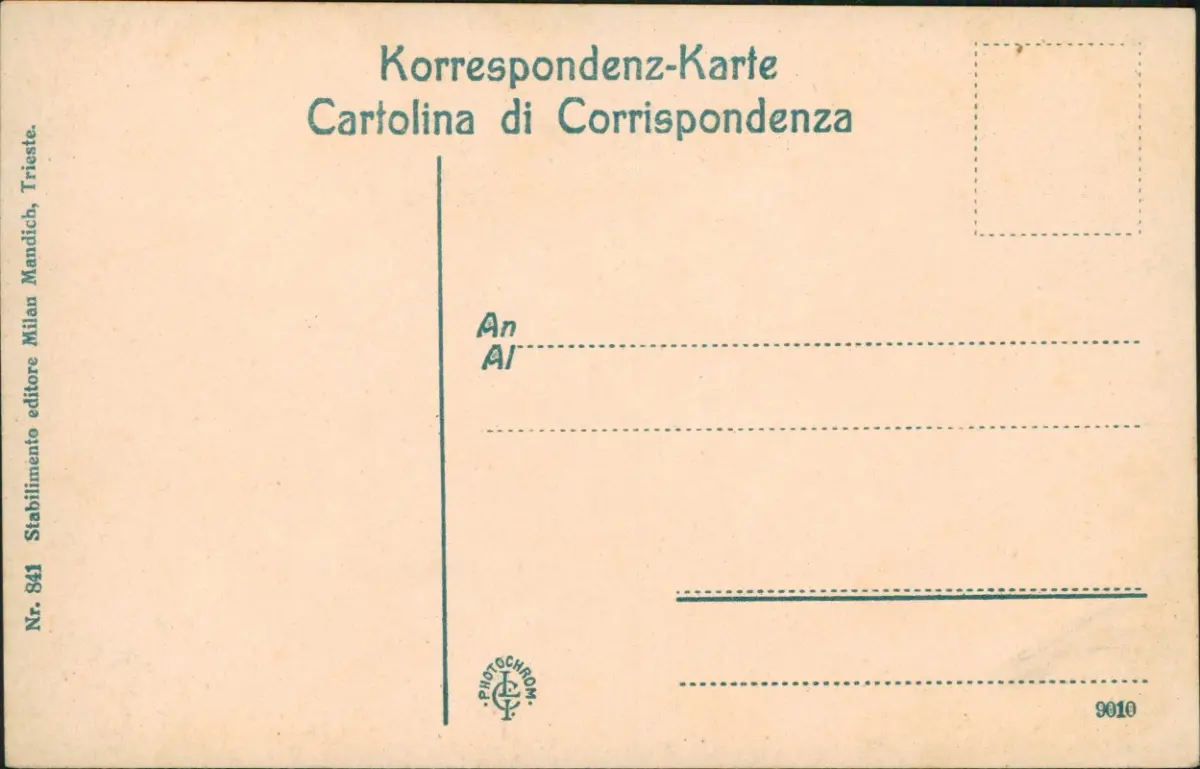 Korrespondenz-Karte
Cartolina di Corrispondenza
Nr. 841 Stabilimento editore Milan Mandich, Trieste.
An
Al
·PHOTOCHROM·
9010